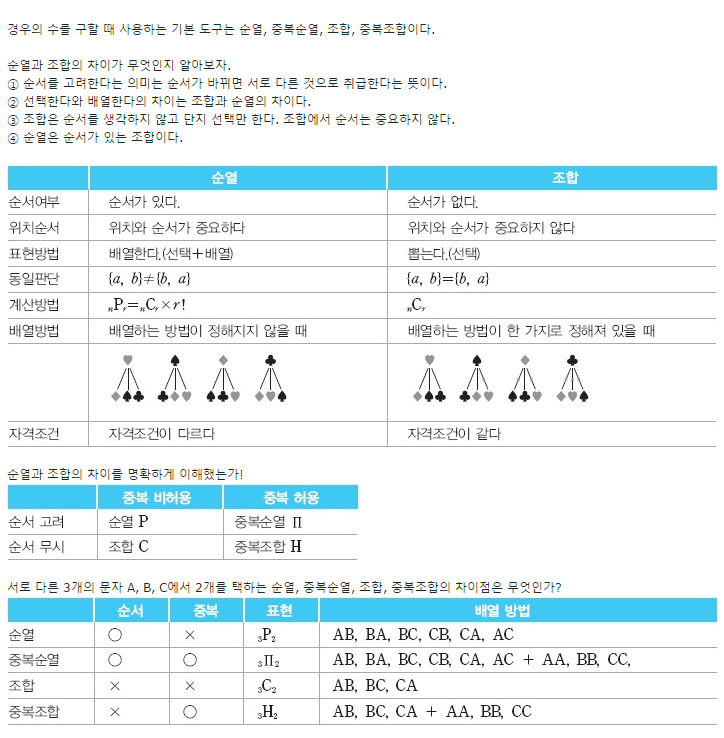 경우의 수를 구할 때 사용하는 기본 도구는 순열, 중복순열, 조합, 중복조합이다.
순열과 조합의 차이가 무엇인지 알아보자.
① 순서를 고려한다는 의미는 순서가 바뀌면 서로 다른 것으로 취급한다는 뜻이다.
② 선택한다와 배열한다의 차이는 조합과 순열의 차이다.
③ 조합은 순서를 생각하지 않고 단지 선택만 한다. 조합에서 순서는 중요하지 않다.
④ 순열은 순서가 있는 조합이다.
순열 조합
순서여부 순서가 있다. 순서가 없다.
위치순서 위치와 순서가 중요하다 위치와 순서가 중요하지 않다
표현방법 배열한다.(선택+배열) 뽑는다.(선택)
동일판단 {a, b}≠{b, a} {a, b}={b, a}
계산방법 ₙPᵣ=ₙCᵣ×r! ₙCᵣ
배열방법 배열하는 방법이 정해지지 않을 때 배열하는 방법이 한 가지로 정해져 있을 때
자격조건 자격조건이 다르다 자격조건이 같다
순열과 조합의 차이를 명확하게 이해했는가!
중복 비허용 중복 허용
순서 고려 순열 P 중복순열 Π
순서 무시 조합 C 중복조합 H
서로 다른 3개의 문자 A, B, C에서 2개를 택하는 순열, 중복순열, 조합, 중복조합의 차이점은 무엇인가?
순서 중복 표현 배열 방법
순열 ○ × ₃P₂ AB, BA, BC, CB, CA, AC
중복순열 ○ ○ ₃Π₂ AB, BA, BC, CB, CA, AC + AA, BB, CC,
조합 × × ₃C₂ AB, BC, CA
중복조합 × ○ ₃H₂ AB, BC, CA + AA, BB, CC